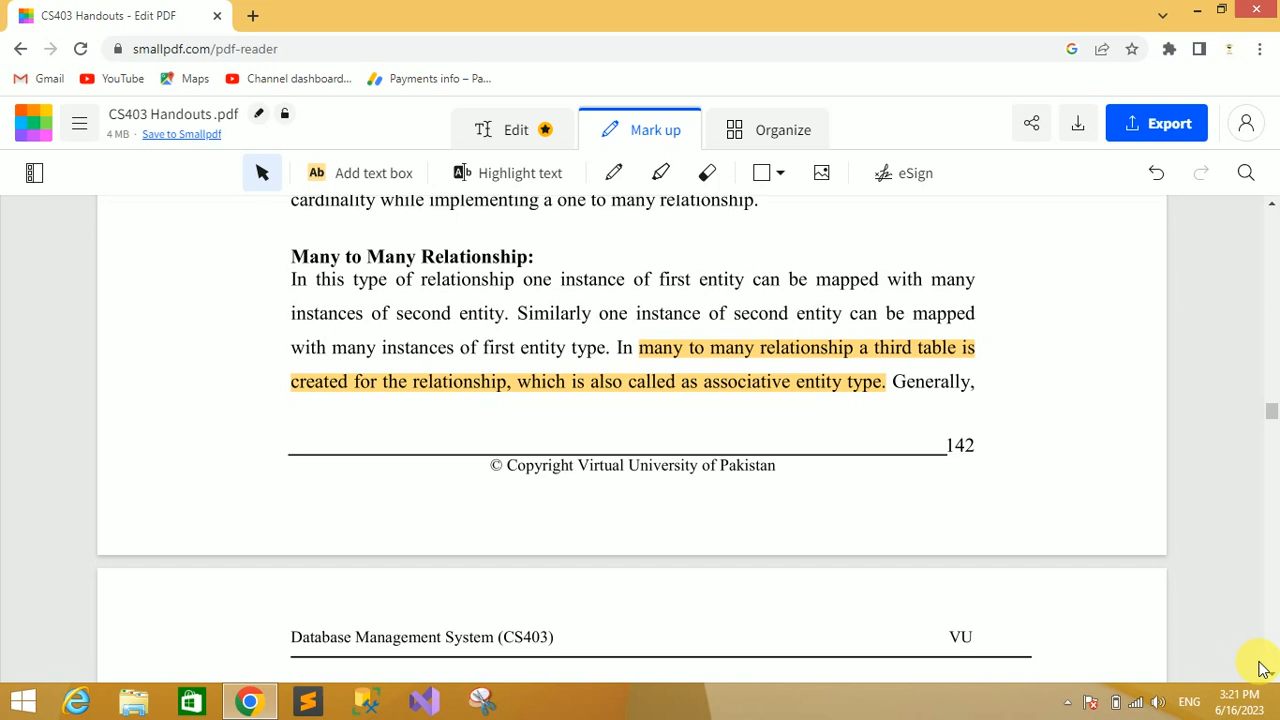 CS403 Handouts - Edit PDF
smallpdf.com/pdf-reader
Gmail YouTube Maps Channel dashboard... Payments info – Pa...
CS403 Handouts .pdf
4 MB · Save to Smallpdf
Edit Mark up Organize
Export
Ab Add text box Highlight text eSign
cardinality while implementing a one to many relationship.
Many to Many Relationship:
In this type of relationship one instance of first entity can be mapped with many
instances of second entity. Similarly one instance of second entity can be mapped
with many instances of first entity type. In many to many relationship a third table is
created for the relationship, which is also called as associative entity type. Generally,
142
© Copyright Virtual University of Pakistan
Database Management System (CS403) VU
ENG
3:21 PM
6/16/2023